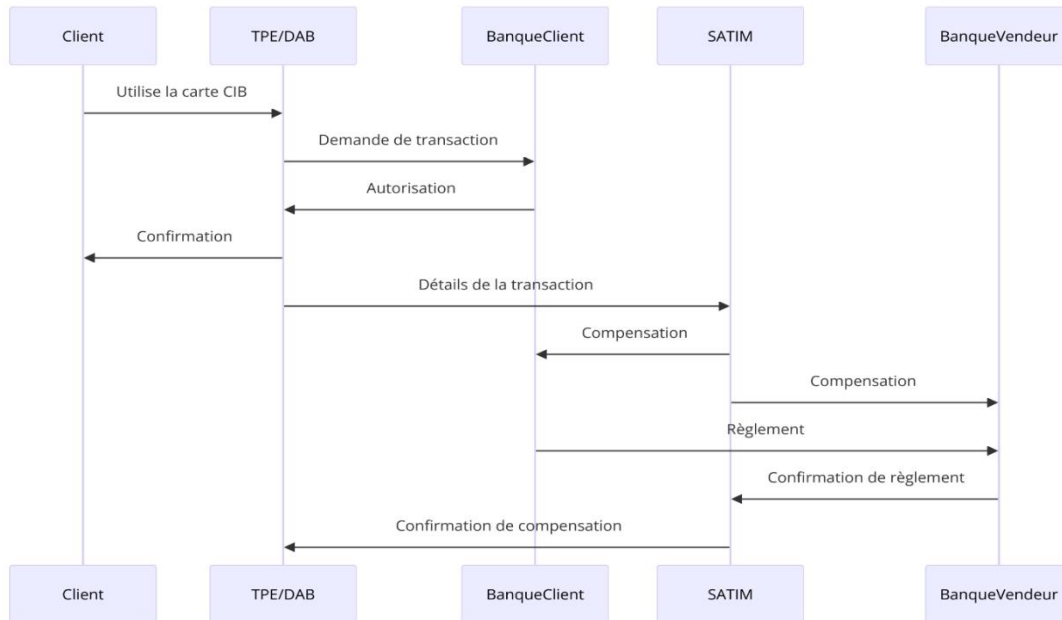 Client
TPE/DAB
BanqueClient
SATIM
BanqueVendeur
Utilise la carte CIB
Demande de transaction
Autorisation
Confirmation
Détails de la transaction
Compensation
Compensation
Règlement
Confirmation de règlement
Confirmation de compensation
Client
TPE/DAB
BanqueClient
SATIM
BanqueVendeur